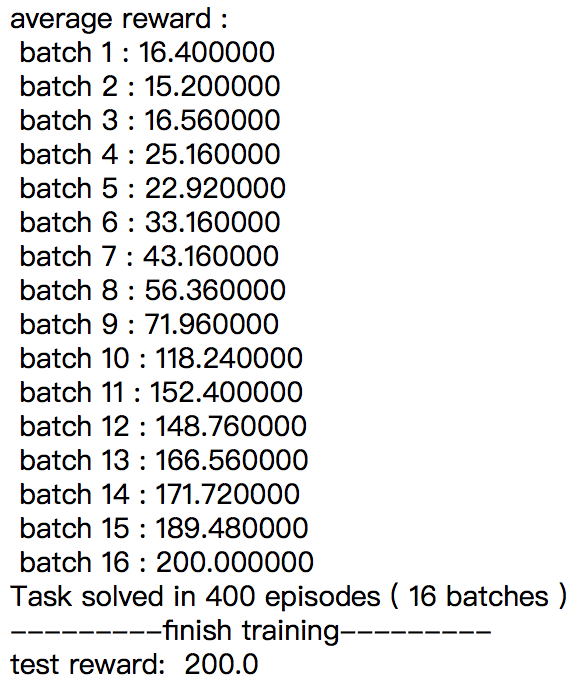 average reward :
batch 1 : 16.400000
batch 2 : 15.200000
batch 3 : 16.560000
batch 4 : 25.160000
batch 5 : 22.920000
batch 6 : 33.160000
batch 7 : 43.160000
batch 8 : 56.360000
batch 9 : 71.960000
batch 10 : 118.240000
batch 11 : 152.400000
batch 12 : 148.760000
batch 13 : 166.560000
batch 14 : 171.720000
batch 15 : 189.480000
batch 16 : 200.000000
Task solved in 400 episodes ( 16 batches )
---------finish training---------
test reward:  200.0